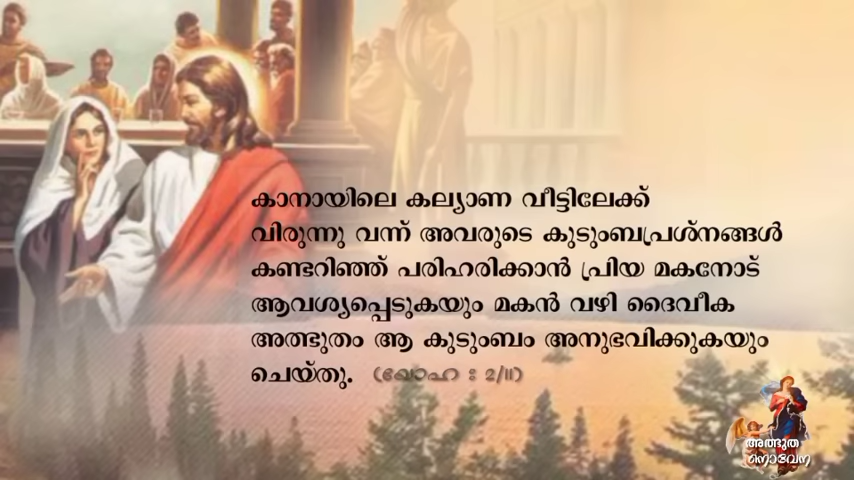 കാനായിലെ കല്യാണ വീട്ടിലേക്ക്
വിരുന്നു വന്ന് അവരുടെ കുടുംബപ്രശ്നങ്ങൾ
കണ്ടറിഞ്ഞ് പരിഹരിക്കാൻ പ്രിയ മകനോട്
ആവശ്യപ്പെടുകയും മകൻ വഴി ദൈവീക
അത്ഭുതം ആ കുടുംബം അനുഭവിക്കുകയും
ചെയ്തു. (യോഹ : 2/11)
അത്ഭുത
നൊവേന